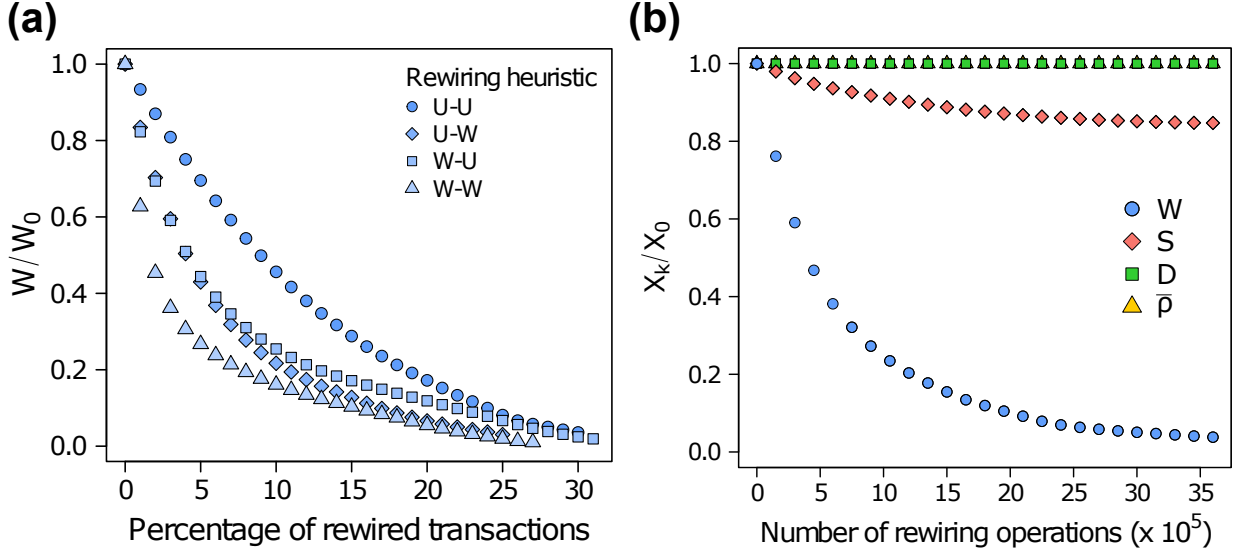 (a)
W/W₀
1.0
0.8
0.6
0.4
0.2
0.0
Rewiring heuristic
U-U
U-W
W-U
W-W
0 5 10 15 20 25 30
Percentage of rewired transactions
(b)
Xₖ/X₀
1.0
0.8
0.6
0.4
0.2
0.0
W
S
D
ρ̅
0 5 10 15 20 25 30 35
Number of rewiring operations (x 10⁵)